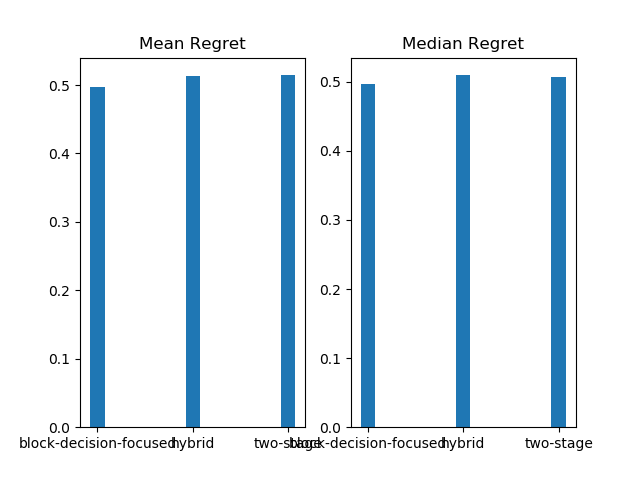 Mean Regret
0.5
0.4
0.3
0.2
0.1
0.0
block-decision-focused
hybrid
two-stage
Median Regret
0.5
0.4
0.3
0.2
0.1
0.0
block-decision-focused
hybrid
two-stage